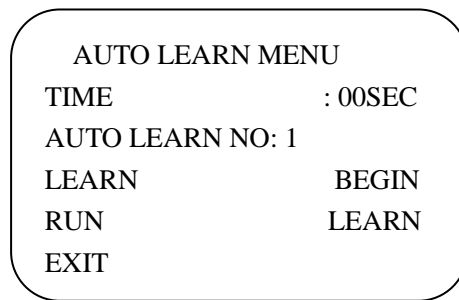 AUTO LEARN MENU
TIME : 00SEC
AUTO LEARN NO: 1
LEARN BEGIN
RUN LEARN
EXIT